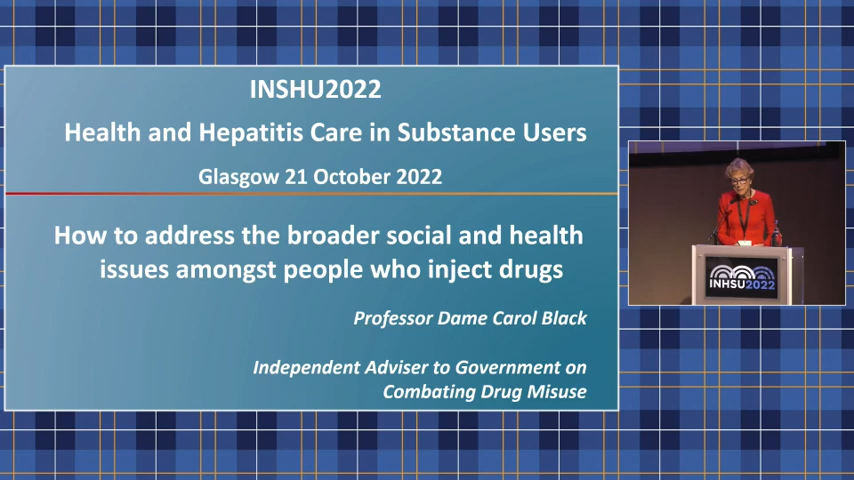 INSHU2022
Health and Hepatitis Care in Substance Users
Glasgow 21 October 2022
How to address the broader social and health
issues amongst people who inject drugs
Professor Dame Carol Black
Independent Adviser to Government on
Combating Drug Misuse
INHSU2022